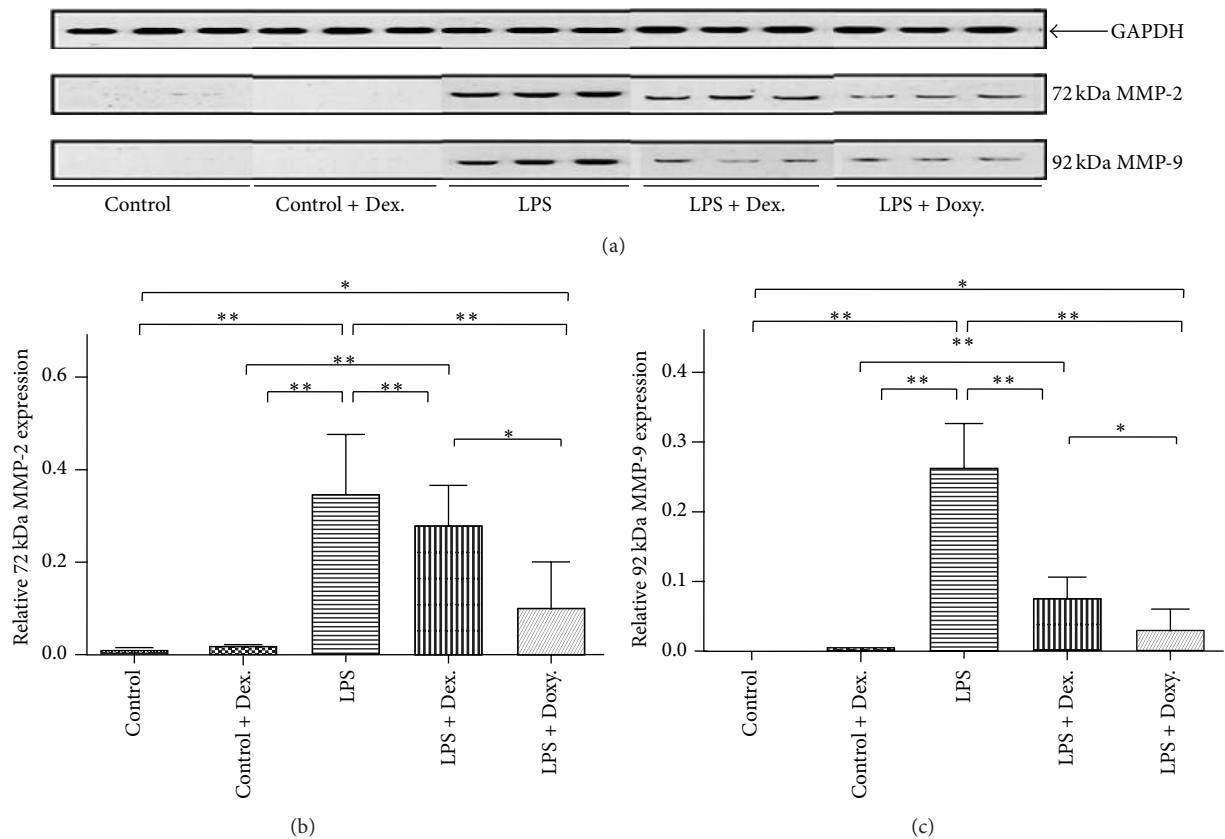 GAPDH
72 kDa MMP-2
92 kDa MMP-9
Control Control + Dex. LPS LPS + Dex. LPS + Doxy.
(a)
*
** **
**
** **
*
Relative 72 kDa MMP-2 expression
0.6
0.4
0.2
0.0
Control
Control + Dex.
LPS
LPS + Dex.
LPS + Doxy.
(b)
*
** **
**
** **
*
Relative 92 kDa MMP-9 expression
0.4
0.3
0.2
0.1
0.0
Control
Control + Dex.
LPS
LPS + Dex.
LPS + Doxy.
(c)